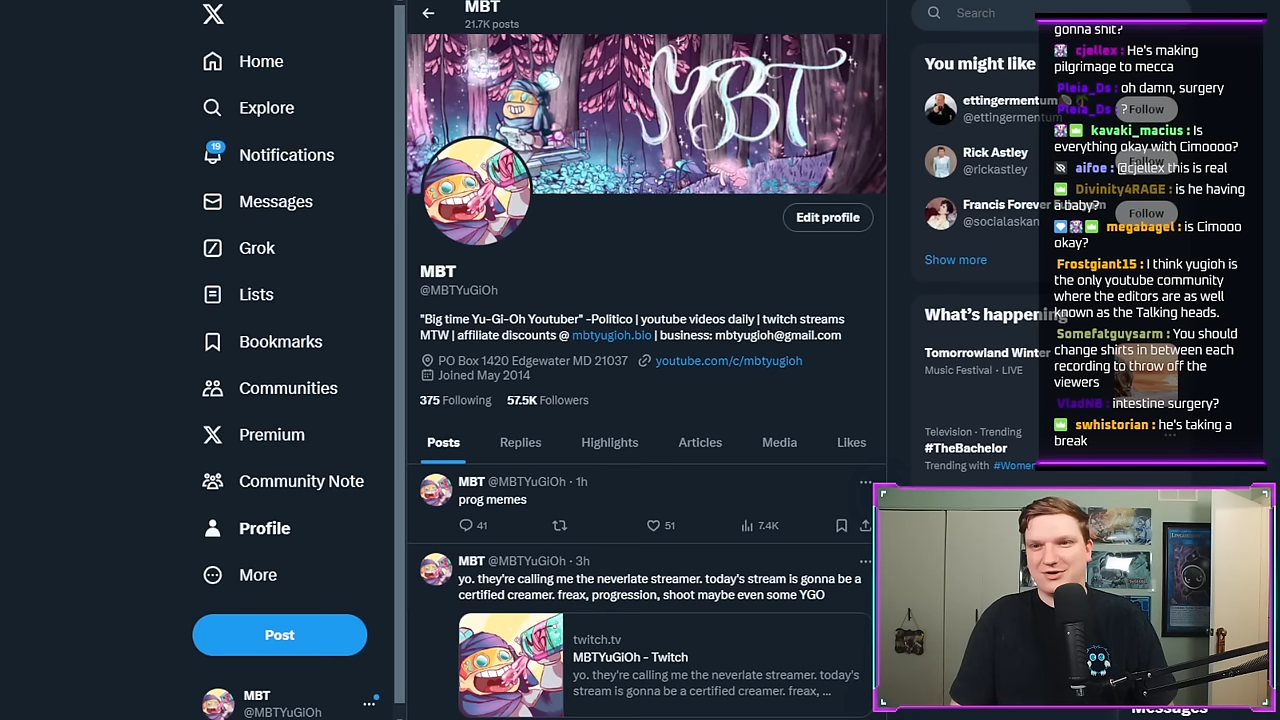 Home
Explore
19
Notifications
Messages
Grok
Lists
Bookmarks
Communities
Premium
Community Note
Profile
More
Post
MBT
@MBTYuGiOh
MBT
21.7K posts
MBT
Edit profile
MBT
@MBTYuGiOh
"Big time Yu-Gi-Oh Youtuber" -Politico | youtube videos daily | twitch streams
MTW | affiliate discounts @ mbtyugioh.bio | business: mbtyugioh@gmail.com
PO Box 1420 Edgewater MD 21037 youtube.com/c/mbtyugioh
Joined May 2014
375 Following 57.5K Followers
Posts Replies Highlights Articles Media Likes
MBT @MBTYuGiOh · 1h
prog memes
41 51 7.4K
MBT @MBTYuGiOh · 3h
yo. they're calling me the neverlate streamer. today's stream is gonna be a
certified creamer. freax, progression, shoot maybe even some YGO
twitch.tv
MBTYuGiOh - Twitch
yo. they're calling me the neverlate streamer. today's
stream is gonna be a certified creamer. freax, ...
Search
You might like
ettingermentum
@ettingermentum
Follow
Rick Astley
@rickastley
Follow
Francis Forever
@socialaskan
Follow
Show more
What's happening
Tomorrowland Winter
Music Festival · LIVE
Television · Trending
#TheBachelor
Trending with #Women
Messages
gonna shit?
cjellex : He's making
pilgrimage to mecca
Pleia_Ds : oh damn, surgery
Pleia_Ds : ?
kavaki_macius : Is
everything okay with Cimoooo?
aifoe : @cjellex this is real
Divinity4RAGE : is he having
a baby?
megabagel : is Cimooo
okay?
Frostgiant15 : I think yugioh is
the only youtube community
where the editors are as well
known as the Talking heads.
Somefatguysarm : You should
change shirts in between each
recording to throw off the
viewers
VladNB : intestine surgery?
swhistorian : he's taking a
break